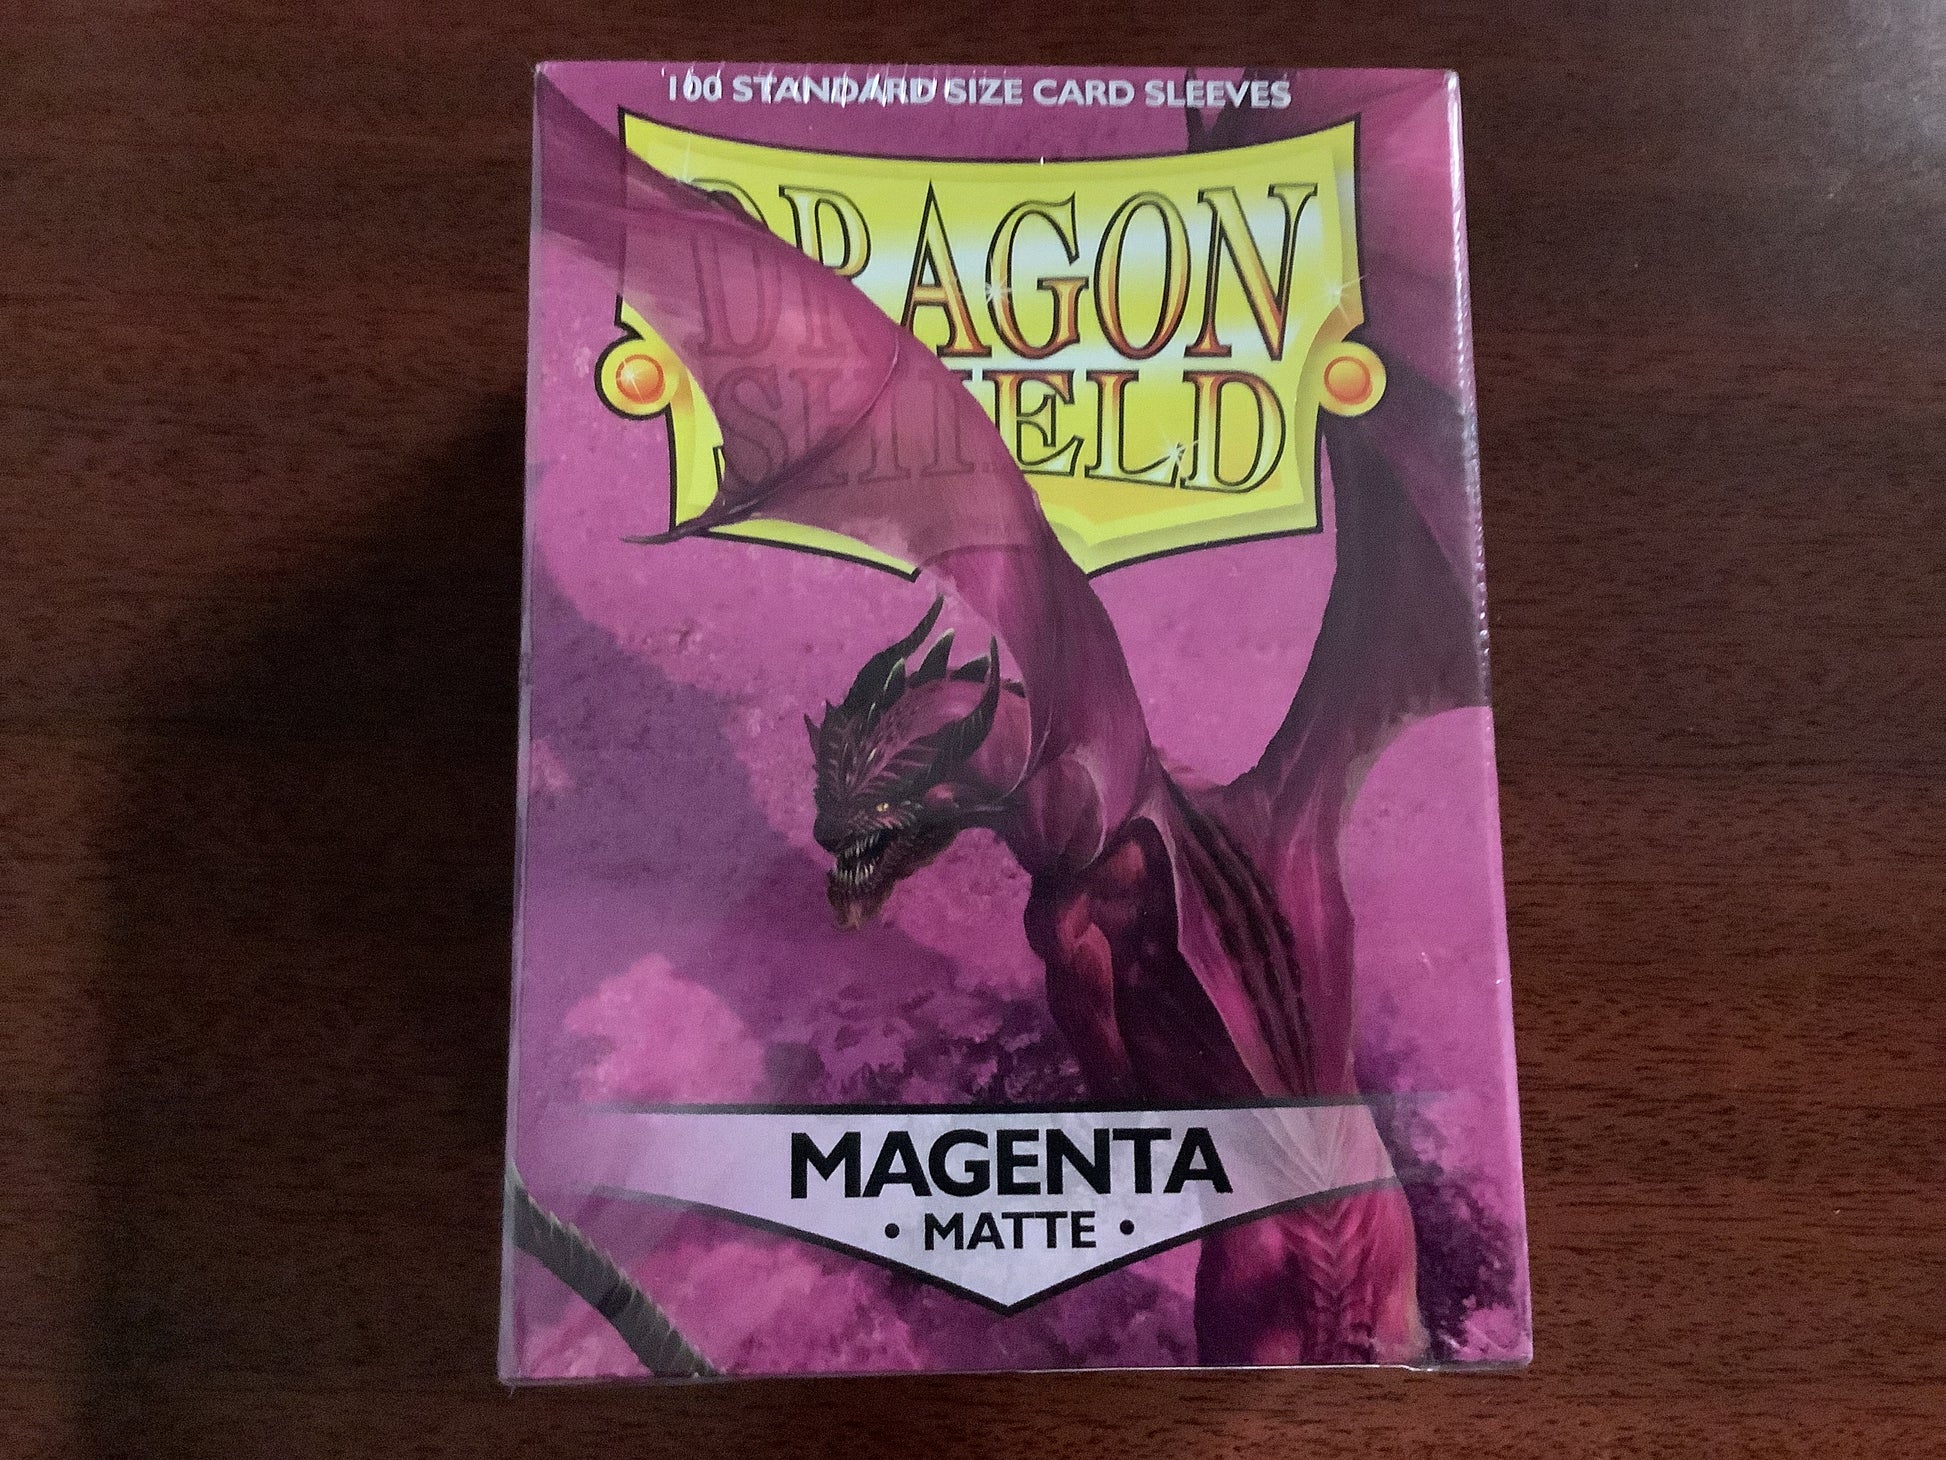 100 STANDARD SIZE CARD SLEEVES
DRAGON
SHIELD
MAGENTA
• MATTE •